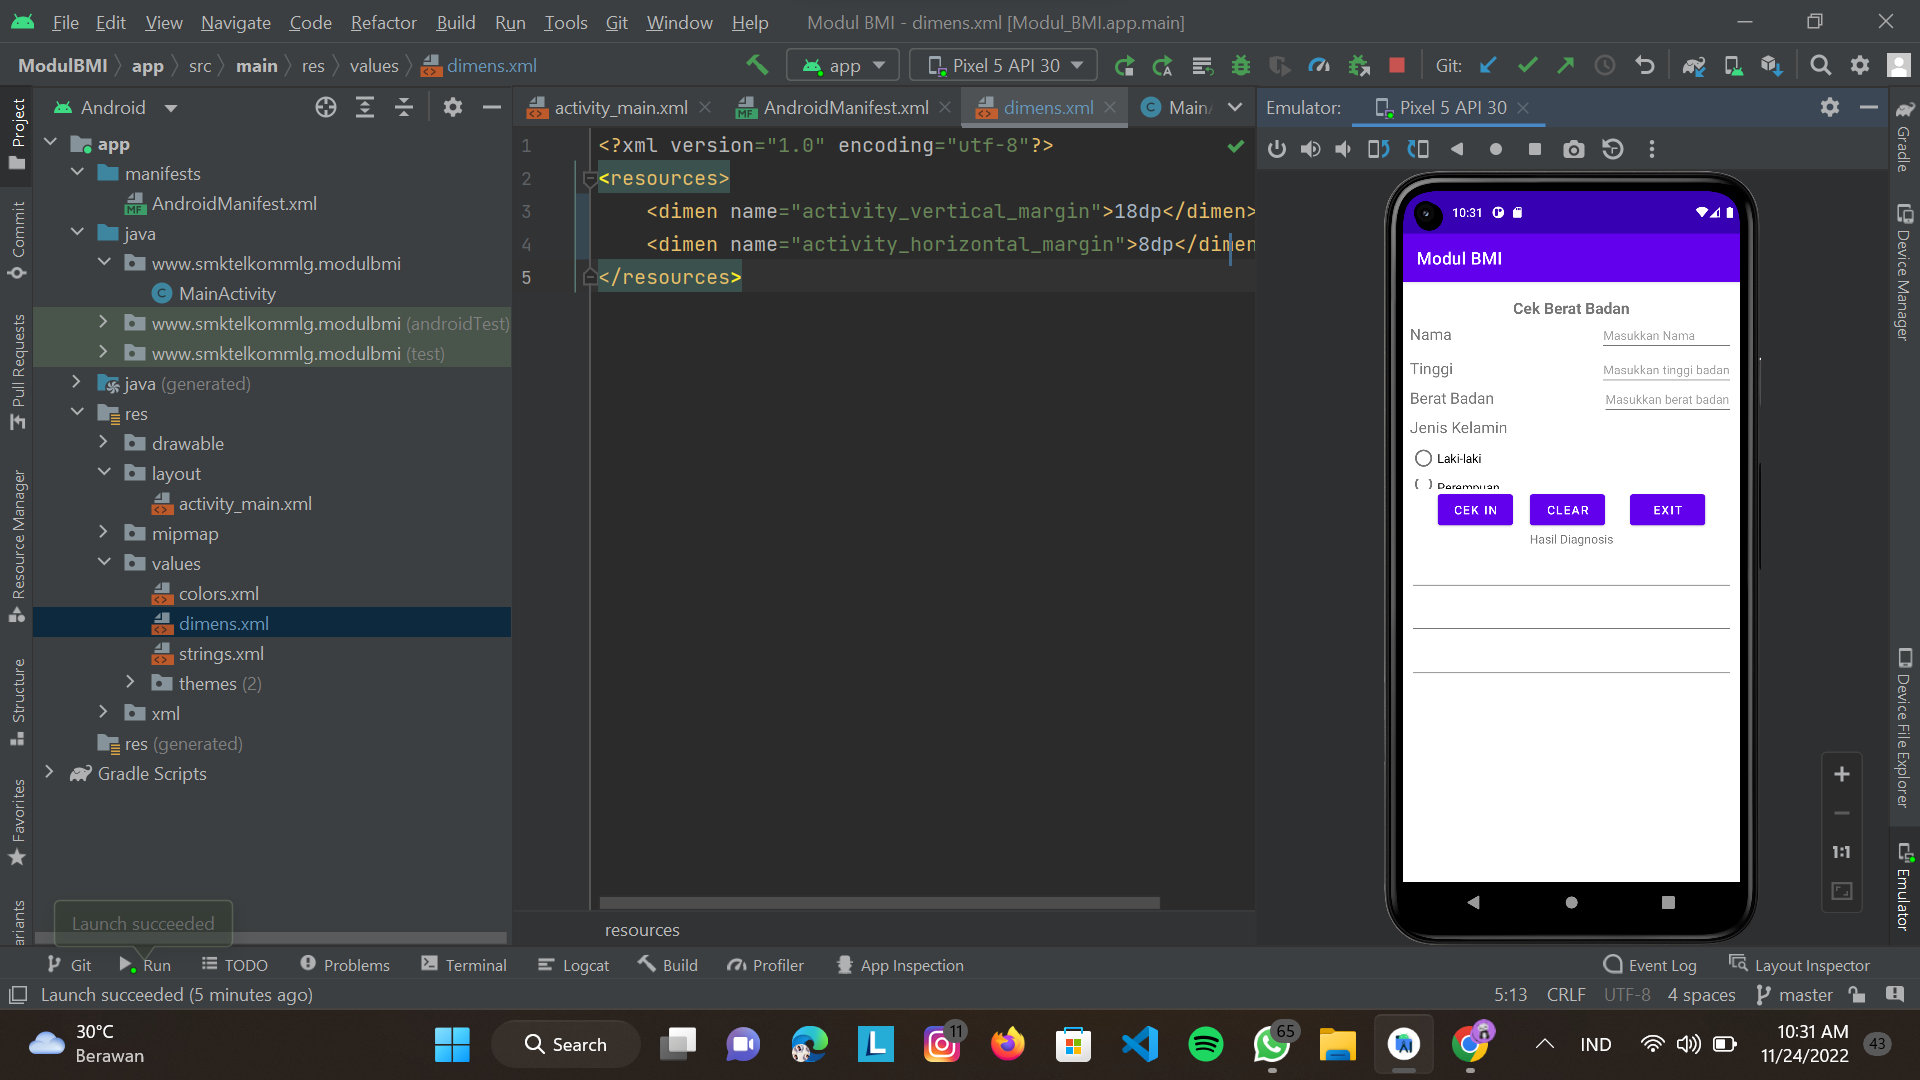 File Edit View Navigate Code Refactor Build Run Tools Git Window Help Modul BMI - dimens.xml [Modul_BMI.app.main]
ModulBMI app src main res values dimens.xml app Pixel 5 API 30 Git:
Android
app
manifests
AndroidManifest.xml
java
www.smktelkommlg.modulbmi
MainActivity
www.smktelkommlg.modulbmi (androidTest)
www.smktelkommlg.modulbmi (test)
java (generated)
res
drawable
layout
activity_main.xml
mipmap
values
colors.xml
dimens.xml
strings.xml
themes (2)
xml
res (generated)
Gradle Scripts
Project
Commit
Pull Requests
Resource Manager
Structure
Favorites
ariants
activity_main.xml AndroidManifest.xml dimens.xml Main
1 <?xml version="1.0" encoding="utf-8"?>
2 <resources>
3 <dimen name="activity_vertical_margin">18dp</dimen>
4 <dimen name="activity_horizontal_margin">8dp</dimen
5 </resources>
resources
Emulator: Pixel 5 API 30
10:31
Modul BMI
Cek Berat Badan
Nama Masukkan Nama
Tinggi Masukkan tinggi badan
Berat Badan Masukkan berat badan
Jenis Kelamin
Laki-laki
Perempuan
CEK IN CLEAR EXIT
Hasil Diagnosis
1:1
Gradle
Device Manager
Device File Explorer
Emulator
Launch succeeded
Git Run TODO Problems Terminal Logcat Build Profiler App Inspection Event Log Layout Inspector
Launch succeeded (5 minutes ago) 5:13 CRLF UTF-8 4 spaces master
30°C
Berawan
Search
11
65
IND
10:31 AM
11/24/2022
43